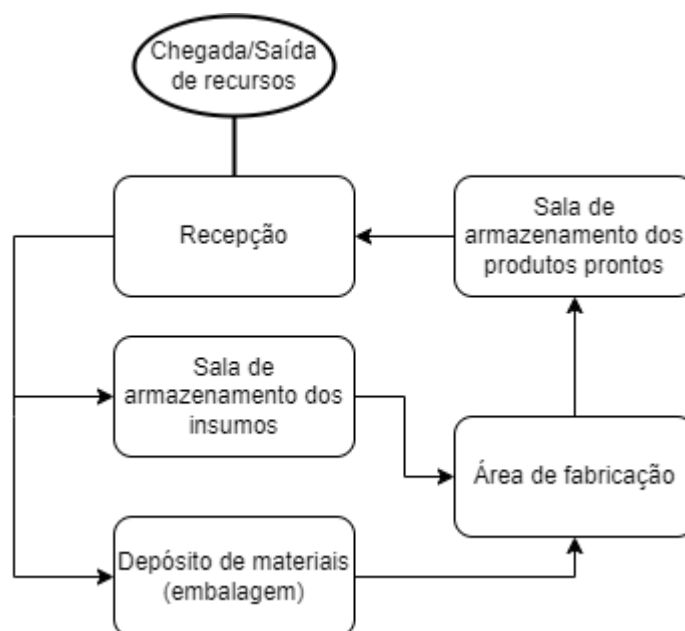 Chegada/Saída
de recursos
Recepção
Sala de
armazenamento dos
produtos prontos
Sala de
armazenamento dos
insumos
Área de fabricação
Depósito de materiais
(embalagem)